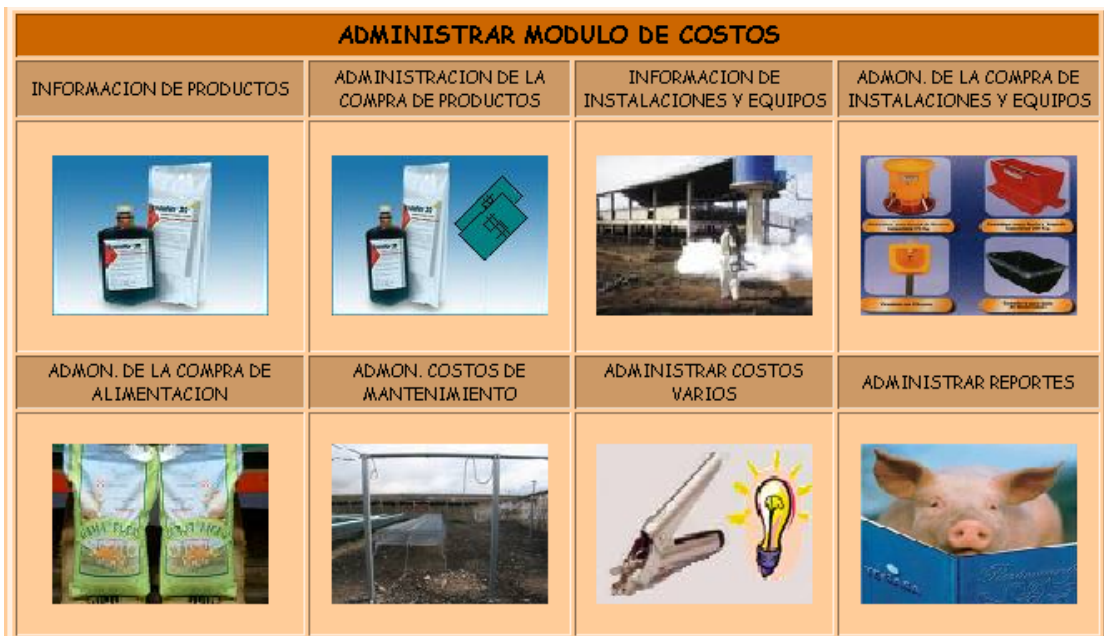 ADMINISTRAR MODULO DE COSTOS
INFORMACION DE PRODUCTOS
ADMINISTRACION DE LA
COMPRA DE PRODUCTOS
INFORMACION DE
INSTALACIONES Y EQUIPOS
ADMON. DE LA COMPRA DE
INSTALACIONES Y EQUIPOS
ADMON. DE LA COMPRA DE
ALIMENTACION
ADMON. COSTOS DE
MANTENIMIENTO
ADMINISTRAR COSTOS
VARIOS
ADMINISTRAR REPORTES